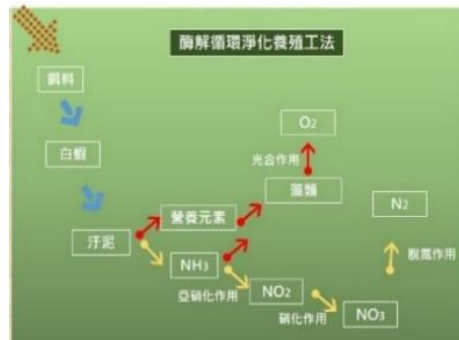 酶解循環淨化養殖工法
飼料
O2
光合作用
白蝦
藻類
N2
營養元素
汙泥
脫氮作用
NH3
NO2
亞硝化作用
NO3
硝化作用